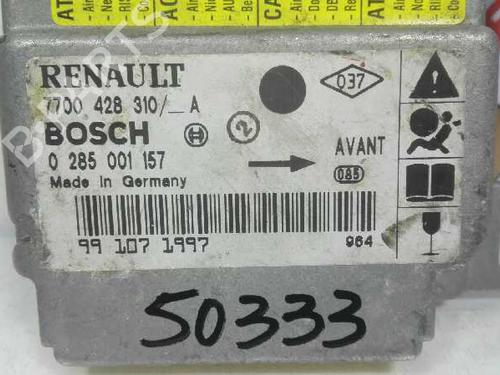 RENAULT
7700 428 310/_A
037
BOSCH
2
0 285 001 157
AVANT
Made in Germany
085
99 107 1997
964
50333